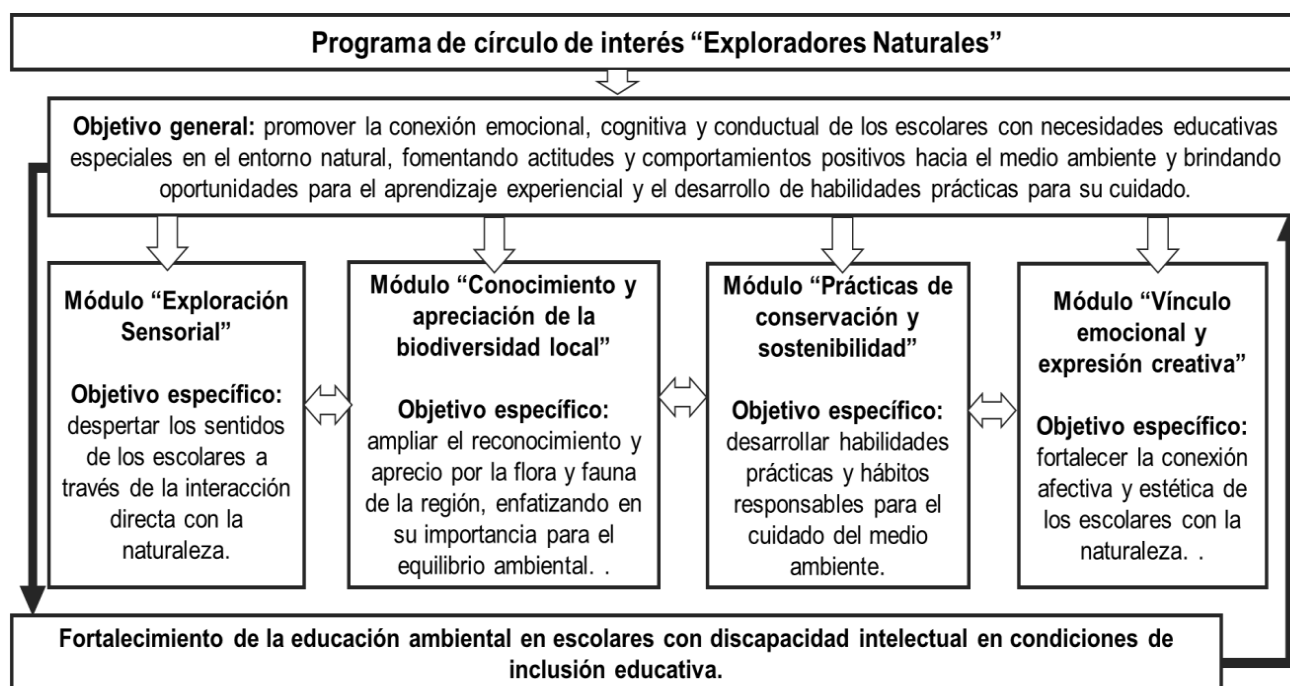 Programa de círculo de interés “Exploradores Naturales”
Objetivo general: promover la conexión emocional, cognitiva y conductual de los escolares con necesidades educativas
especiales en el entorno natural, fomentando actitudes y comportamientos positivos hacia el medio ambiente y brindando
oportunidades para el aprendizaje experiencial y el desarrollo de habilidades prácticas para su cuidado.
Módulo “Exploración
Sensorial”
Objetivo específico:
despertar los sentidos
de los escolares a
través de la interacción
directa con la
naturaleza.
Módulo “Conocimiento y
apreciación de la
biodiversidad local”
Objetivo específico:
ampliar el reconocimiento y
aprecio por la flora y fauna
de la región, enfatizando en
su importancia para el
equilibrio ambiental. .
Módulo “Prácticas de
conservación y
sostenibilidad”
Objetivo específico:
desarrollar habilidades
prácticas y hábitos
responsables para el
cuidado del medio
ambiente.
Módulo “Vínculo
emocional y
expresión creativa”
Objetivo específico:
fortalecer la conexión
afectiva y estética de
los escolares con la
naturaleza. .
Fortalecimiento de la educación ambiental en escolares con discapacidad intelectual en condiciones de
inclusión educativa.